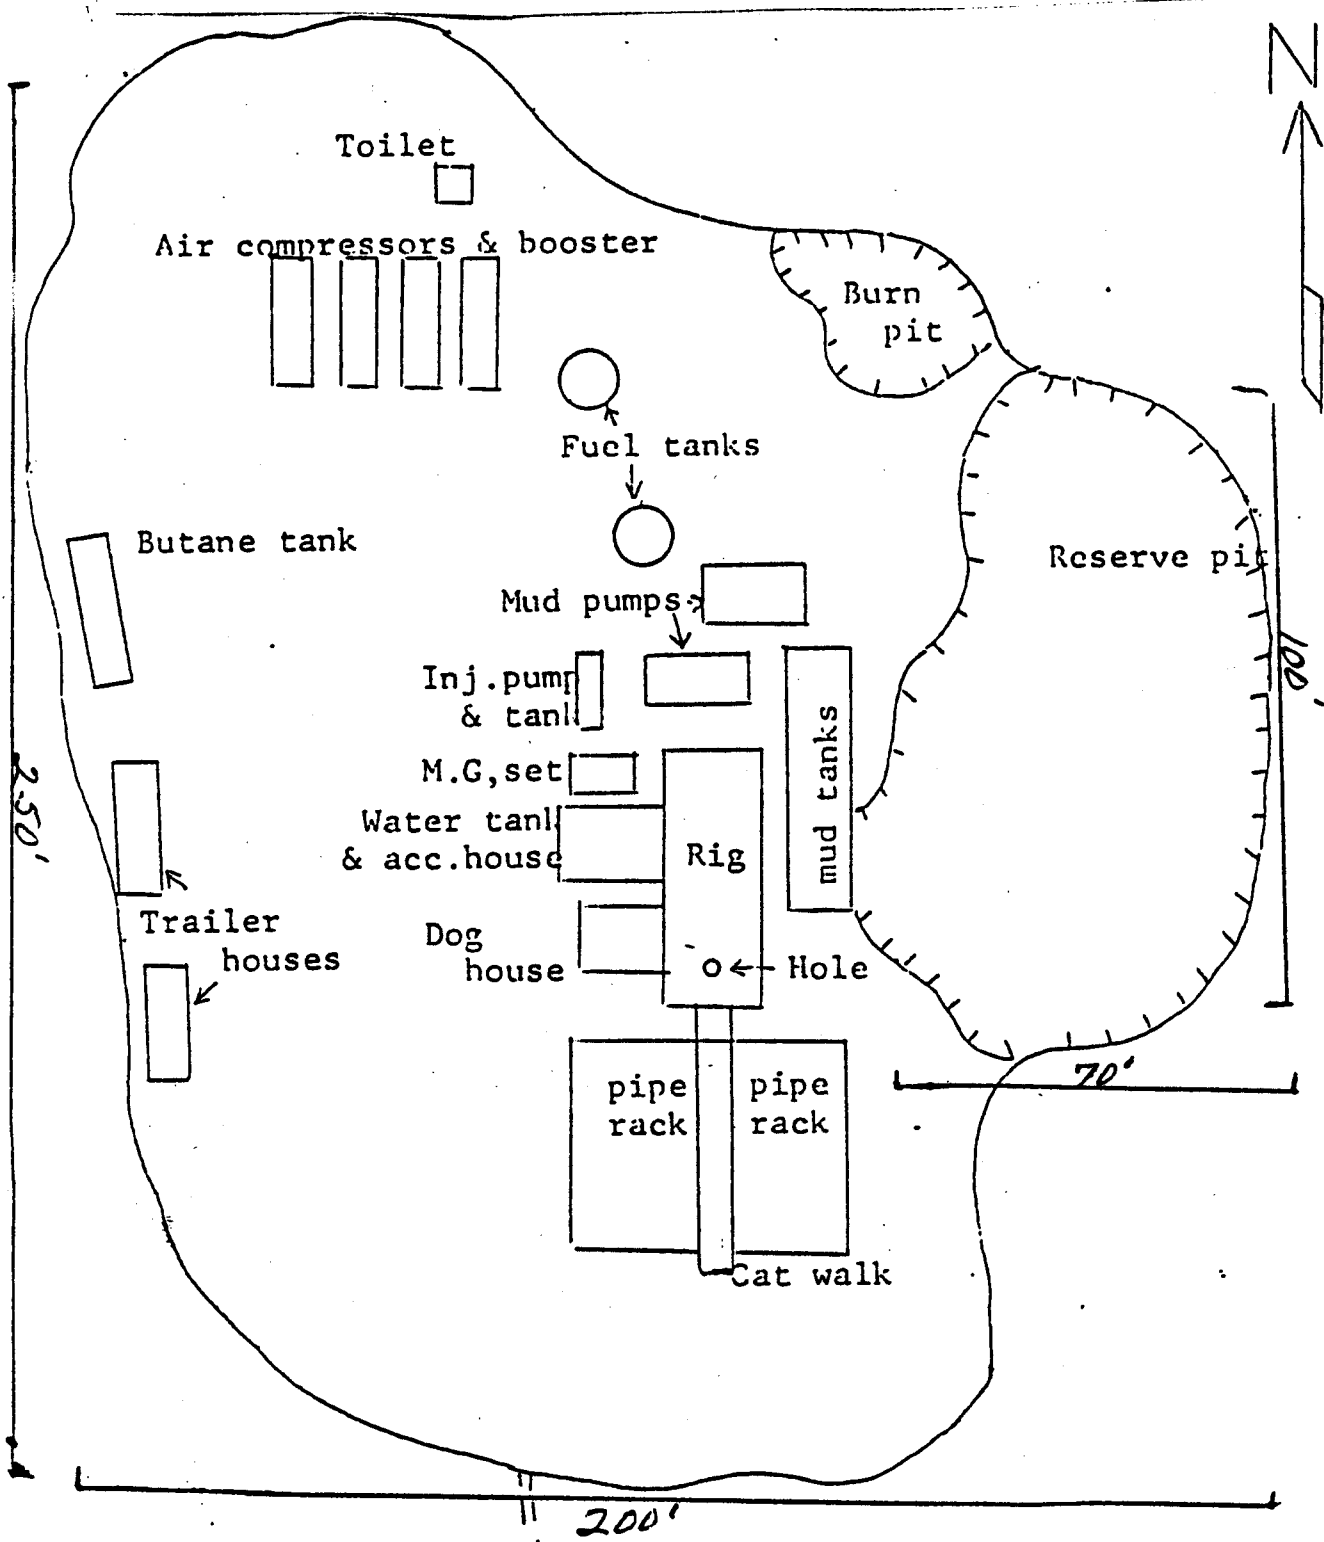 N
Toilet
Air compressors & booster
Burn
pit
Fuel tanks
Butane tank
Reserve pit
Mud pumps
100'
Inj.pump
& tank
mud tanks
M.G,set
250'
Water tank
& acc.house
Rig
Trailer
houses
Dog
house
Hole
70'
pipe
rack
pipe
rack
Cat walk
200'